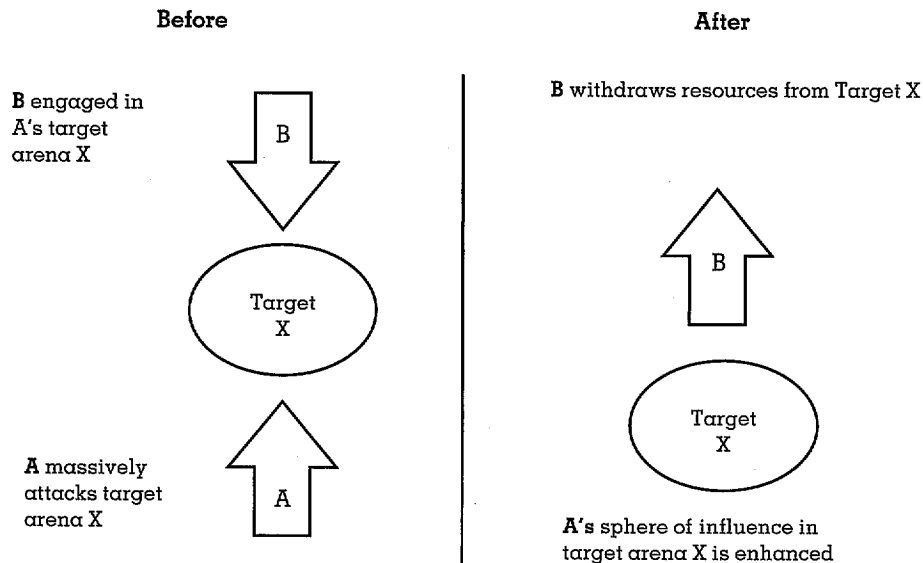 Before
B engaged in
A's target
arena X
B
Target
X
A massively
attacks target
arena X
A
After
B withdraws resources from Target X
B
Target
X
A's sphere of influence in
target arena X is enhanced